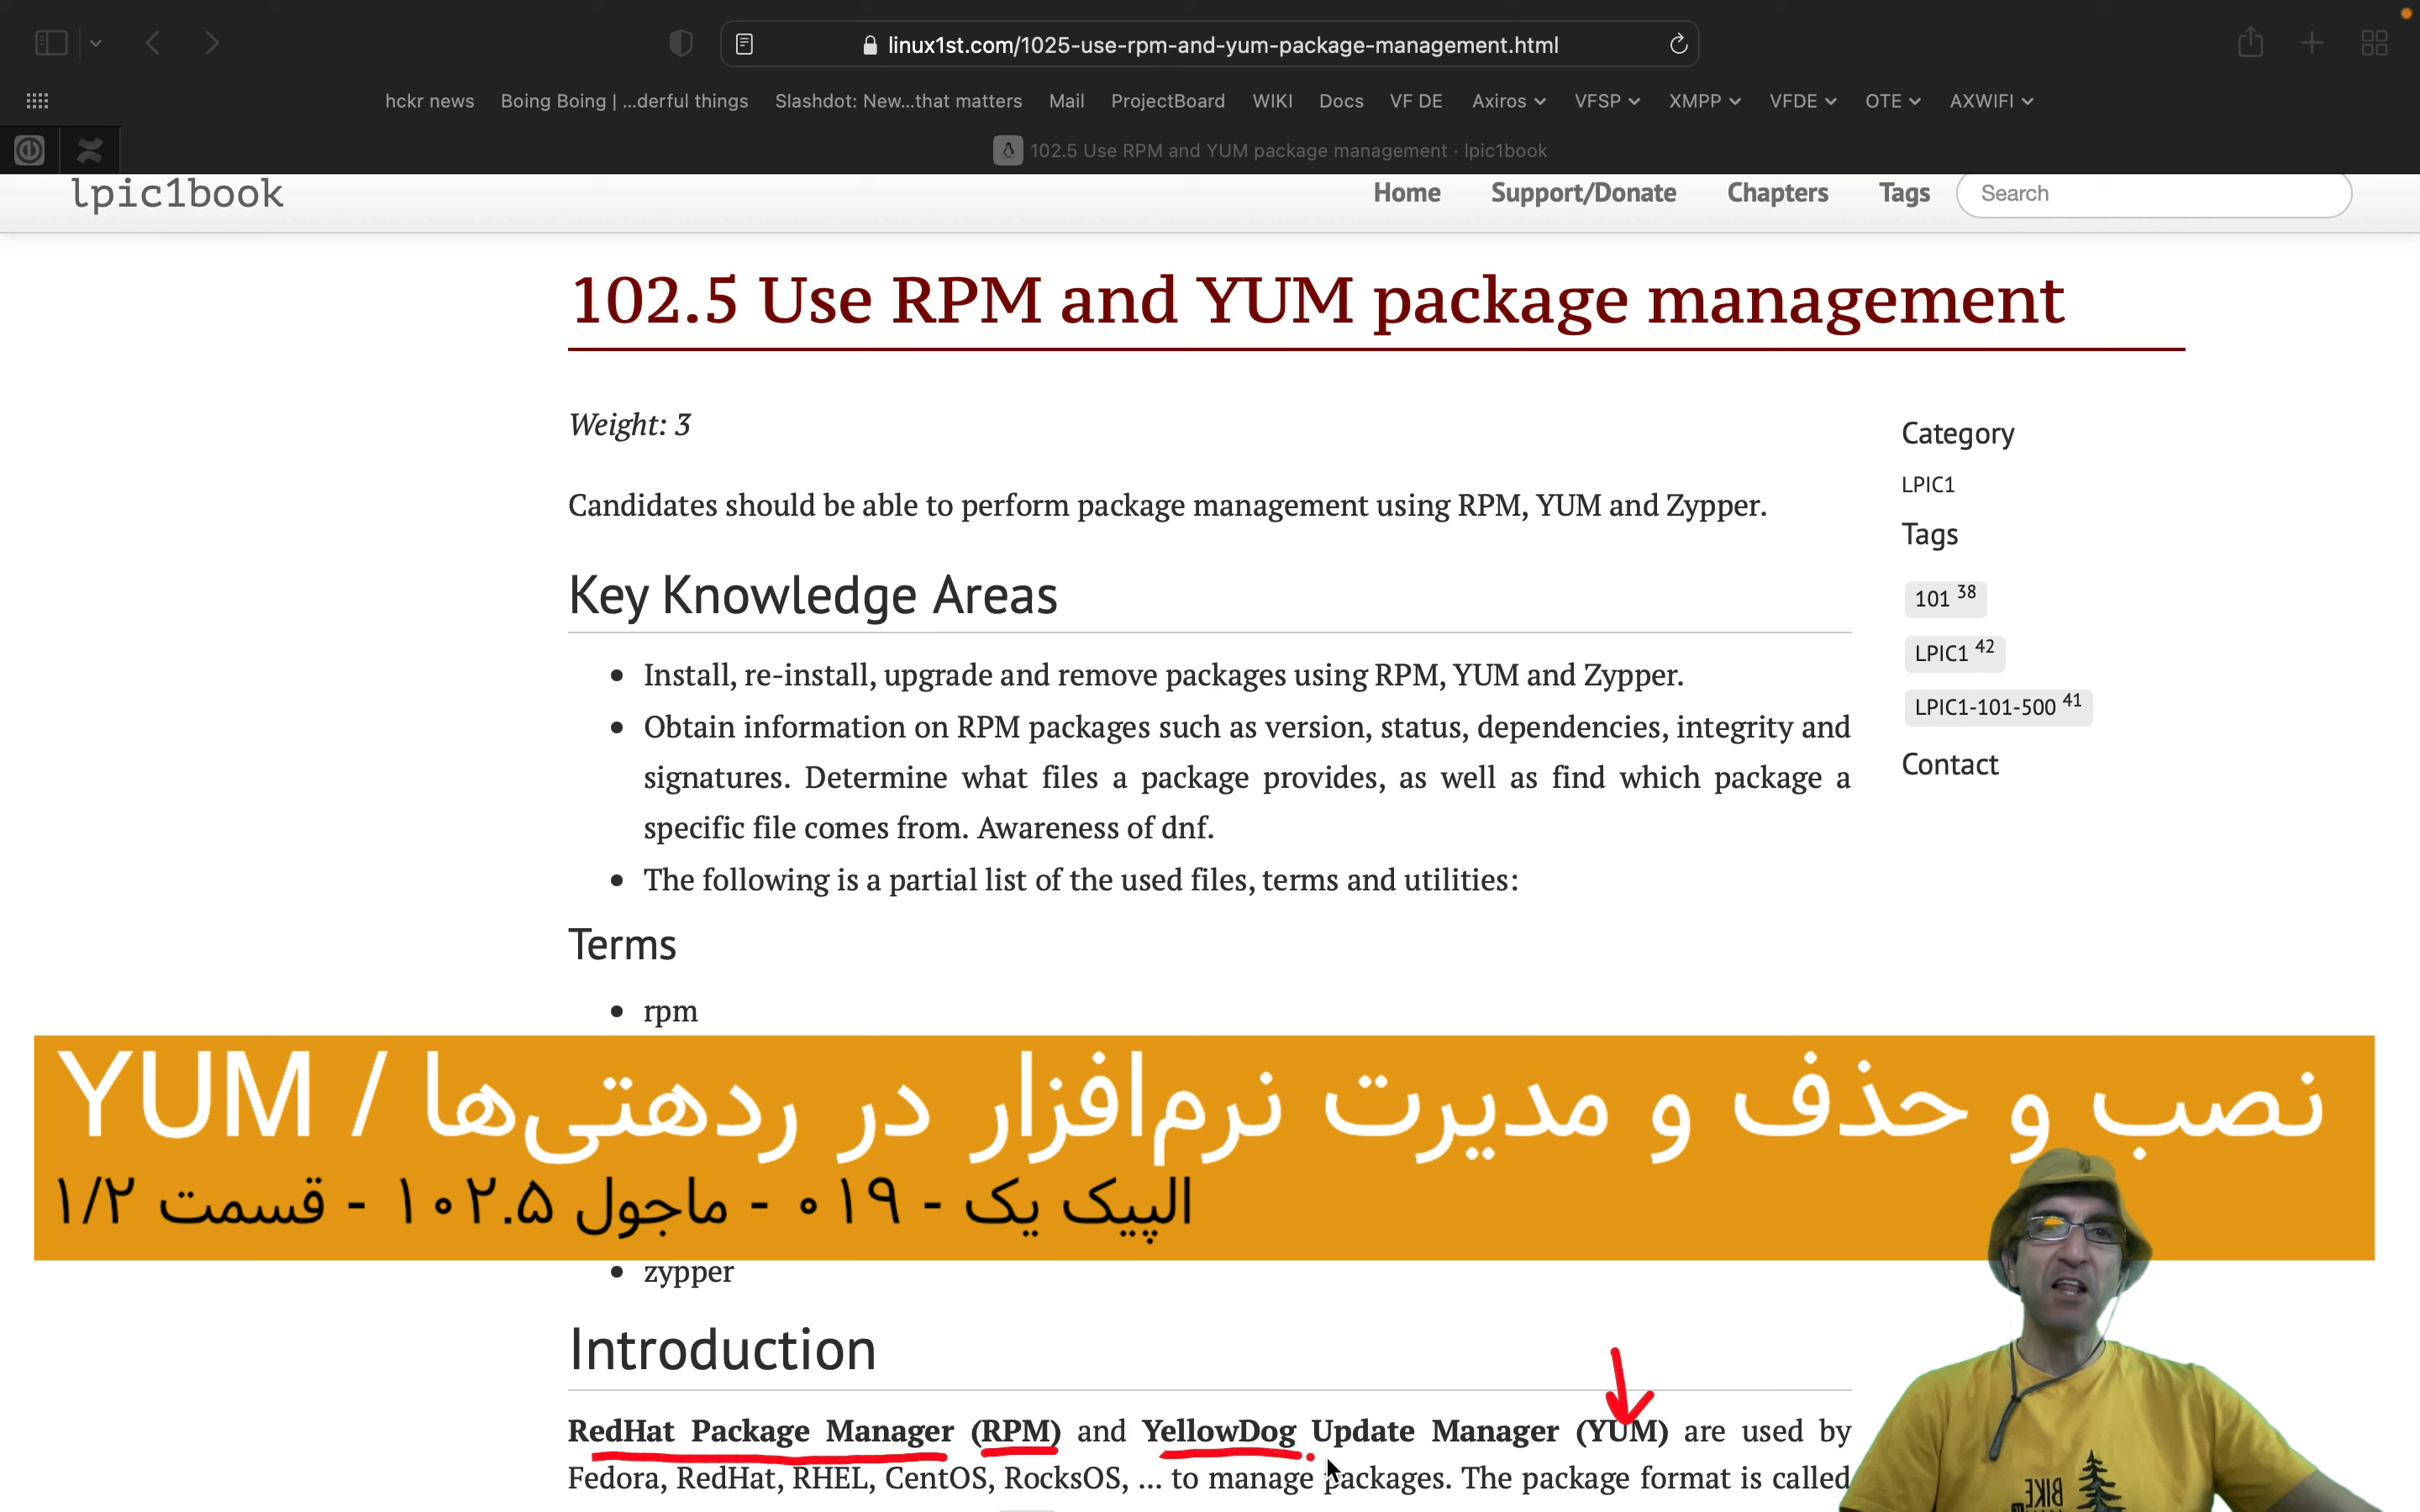 linux1st.com/1025-use-rpm-and-yum-package-management.html
hckr news Boing Boing | ...derful things Slashdot: New...that matters Mail ProjectBoard WIKI Docs VF DE Axiros VFSP XMPP VFDE OTE AXWIFI
102.5 Use RPM and YUM package management · lpic1book
lpic1book Home Support/Donate Chapters Tags Search
102.5 Use RPM and YUM package management
Weight: 3
Candidates should be able to perform package management using RPM, YUM and Zypper.
Key Knowledge Areas
• Install, re-install, upgrade and remove packages using RPM, YUM and Zypper.
• Obtain information on RPM packages such as version, status, dependencies, integrity and
signatures. Determine what files a package provides, as well as find which package a
specific file comes from. Awareness of dnf.
• The following is a partial list of the used files, terms and utilities:
Terms
• rpm
Category
LPIC1
Tags
101 38
LPIC1 42
LPIC1-101-500 41
Contact
نصب و حذف و مدیرت نرم‌افزار در ردهتی‌ها / YUM
الپیک یک - ۰۱۹ - ماجول ۱۰۲.۵ - قسمت ۱/۲
• zypper
Introduction
RedHat Package Manager (RPM) and YellowDog Update Manager (YUM) are used by
Fedora, RedHat, RHEL, CentOS, RocksOS, ... to manage packages. The package format is called
BIKE